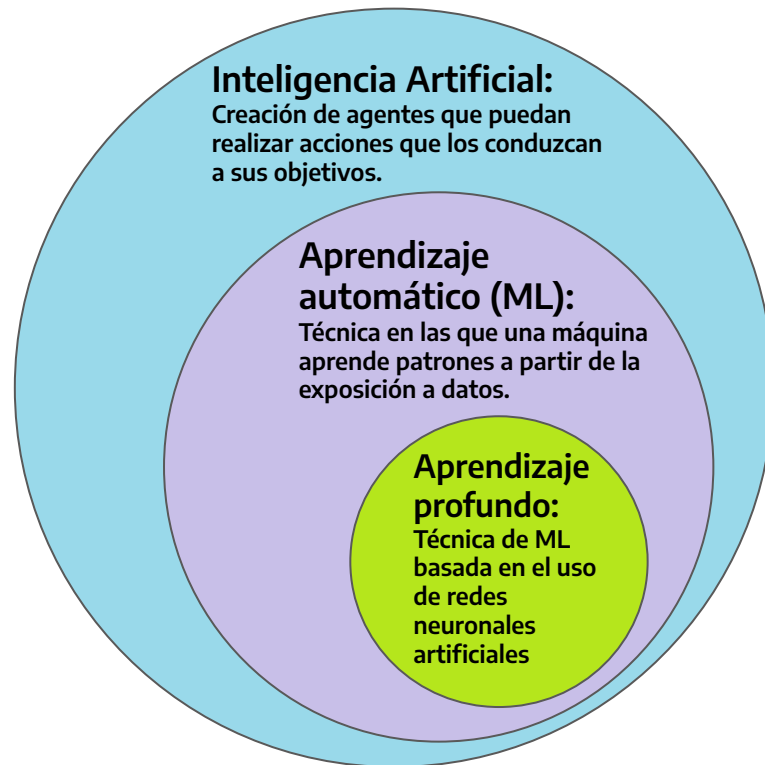 Inteligencia Artificial:
Creación de agentes que puedan
realizar acciones que los conduzcan
a sus objetivos.
Aprendizaje
automático (ML):
Técnica en las que una máquina
aprende patrones a partir de la
exposición a datos.
Aprendizaje
profundo:
Técnica de ML
basada en el uso
de redes
neuronales
artificiales